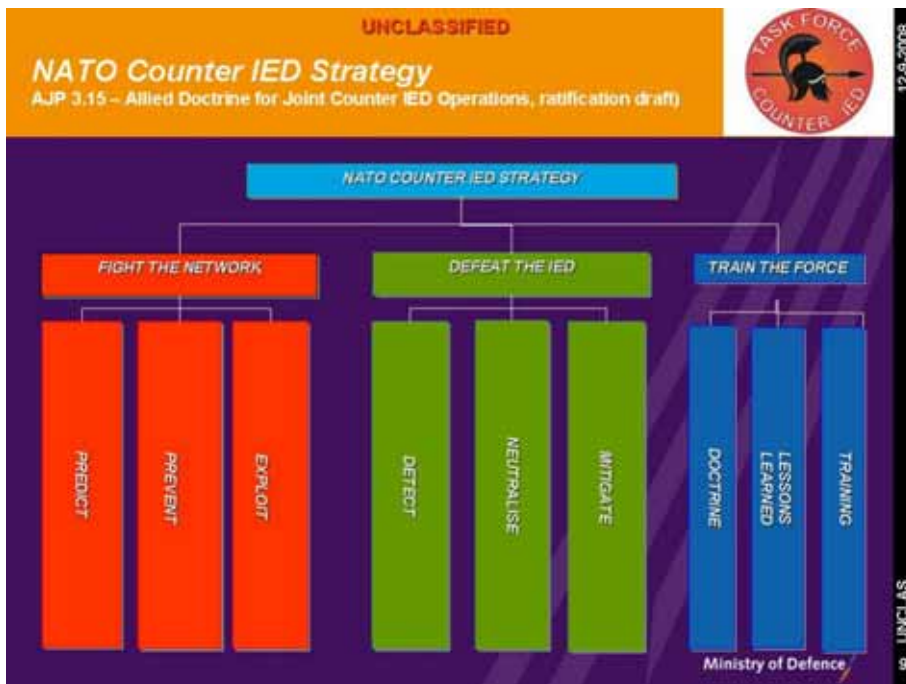 UNCLASSIFIED
NATO Counter IED Strategy
AJP 3.15 – Allied Doctrine for Joint Counter IED Operations, ratification draft)
TASK FORCE
COUNTER IED
12-9-2008
NATO COUNTER IED STRATEGY
FIGHT THE NETWORK
DEFEAT THE IED
TRAIN THE FORCE
PREDICT
PREVENT
EXPLOIT
DETECT
NEUTRALISE
MITIGATE
DOCTRINE
LESSONS
LEARNED
TRAINING
Ministry of Defence
UNCLAS
9